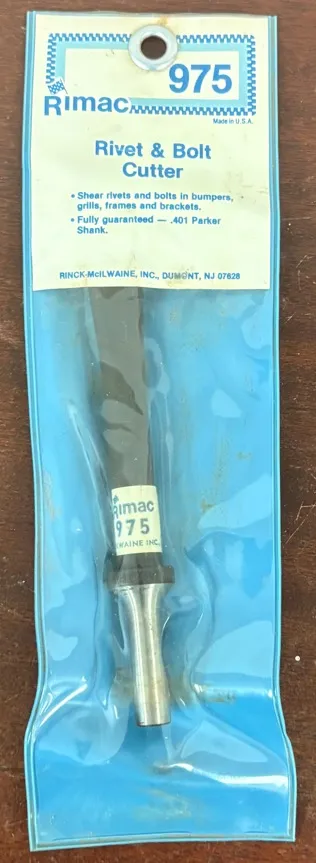 975
Rimac
Made in U.S.A.
Rivet & Bolt
Cutter
• Shear rivets and bolts in bumpers,
grills, frames and brackets.
• Fully guaranteed — .401 Parker
Shank.
RINCK-McILWAINE, INC., DUMONT, NJ 07628
Rimac
975
WAINE INC.